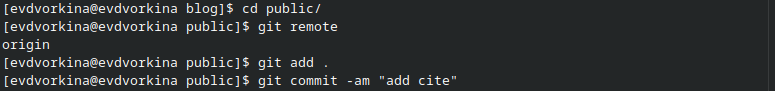 [evdvorkina@evdvorkina blog]$ cd public/
[evdvorkina@evdvorkina public]$ git remote
origin
[evdvorkina@evdvorkina public]$ git add .
[evdvorkina@evdvorkina public]$ git commit -am "add cite"